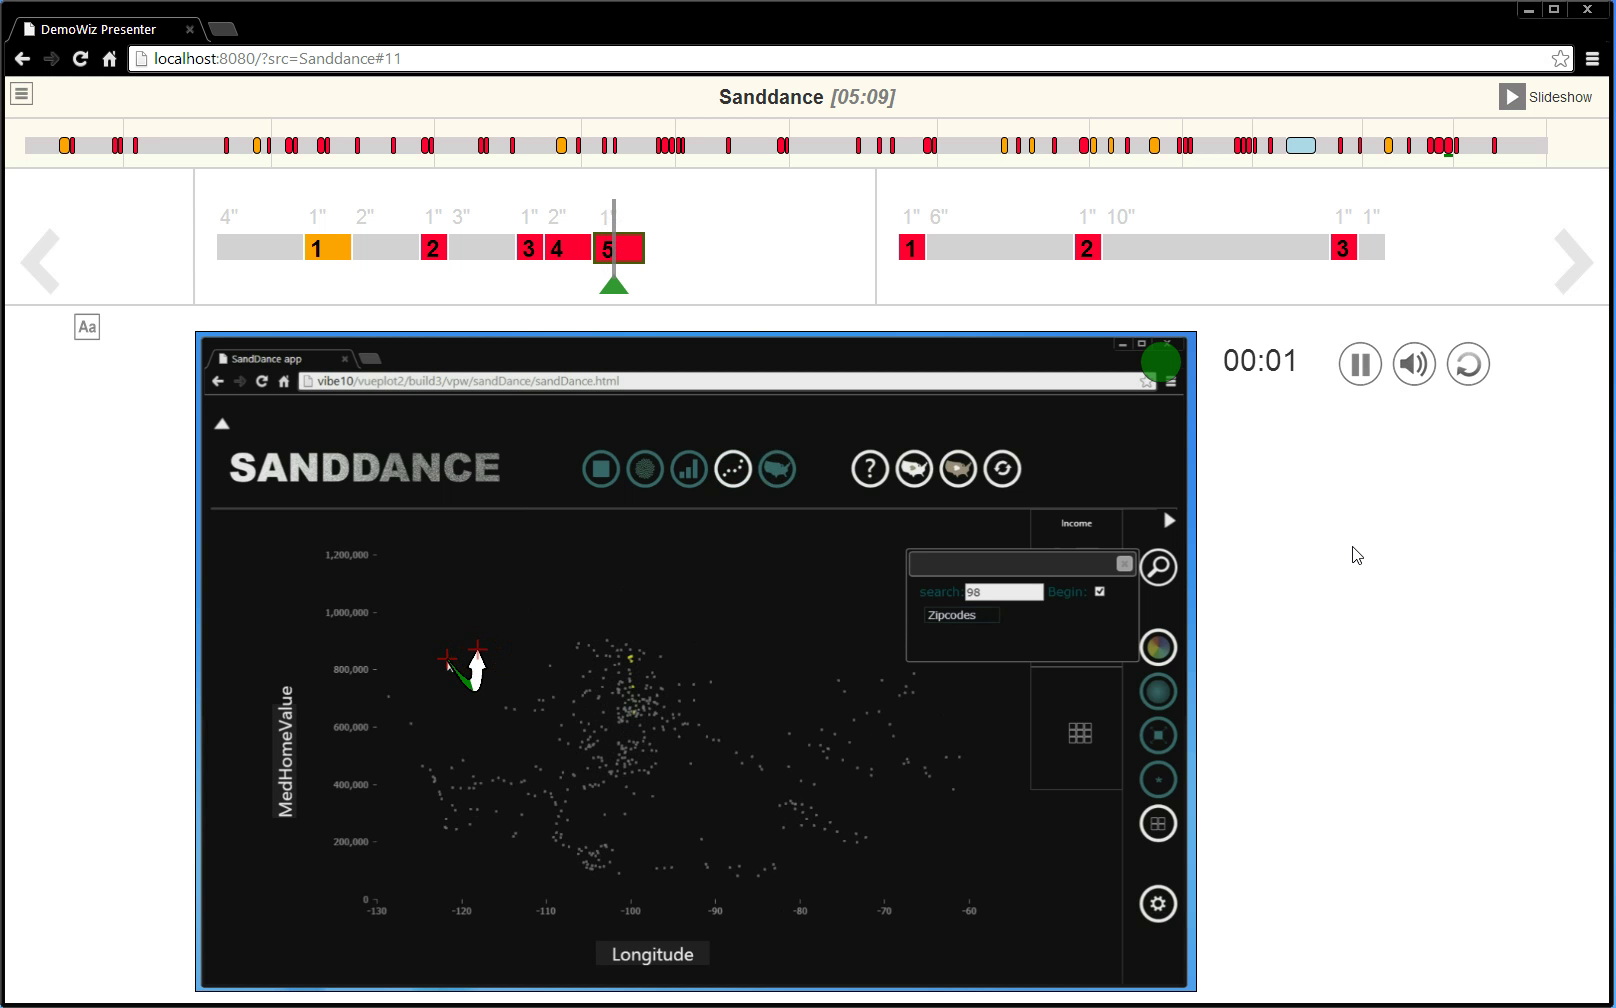 DemoWiz Presenter
localhost:8080/?src=Sanddance#11
Sanddance [05:09]
Slideshow
4" 1" 2" 1" 3" 1" 2" 1" 1" 6" 1" 10" 1" 1"
1 2 3 4 5 1 2 3
Aa
00:01
SandDance app
vibe10/vueplot2/build3/vpw/sandDance/sandDance.html
SANDDANCE
?
Income
search: 98 Begin:
Zipcodes
MedHomeValue
1,200,000
1,000,000
800,000
600,000
400,000
200,000
0
-130 -120 -110 -100 -90 -80 -70 -60
Longitude